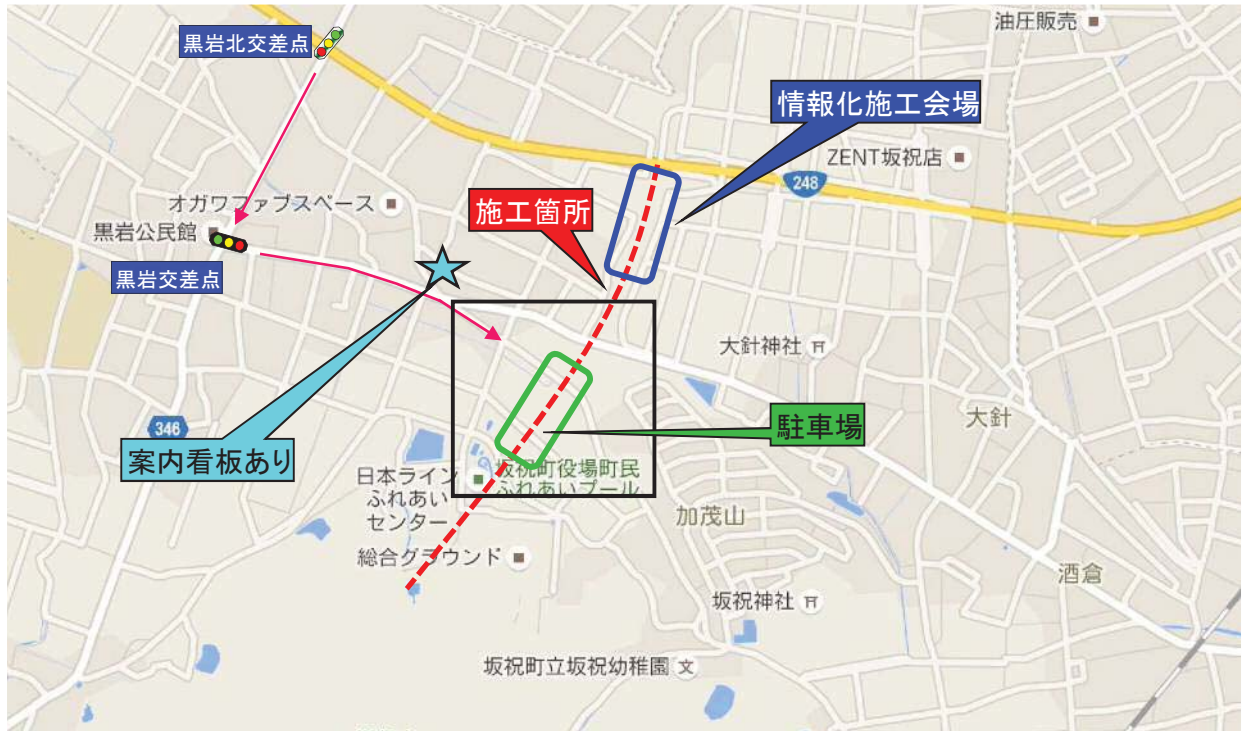 油圧販売
黒岩北交差点
情報化施工会場
ZENT坂祝店
248
オガワファブスペース
施工箇所
黒岩公民館
黒岩交差点
大針神社
大針
346
駐車場
案内看板あり
日本ライン
ふれあい
センター
坂祝町役場町民
ふれあいプール
加茂山
総合グラウンド
酒倉
坂祝神社
坂祝町立坂祝幼稚園
文